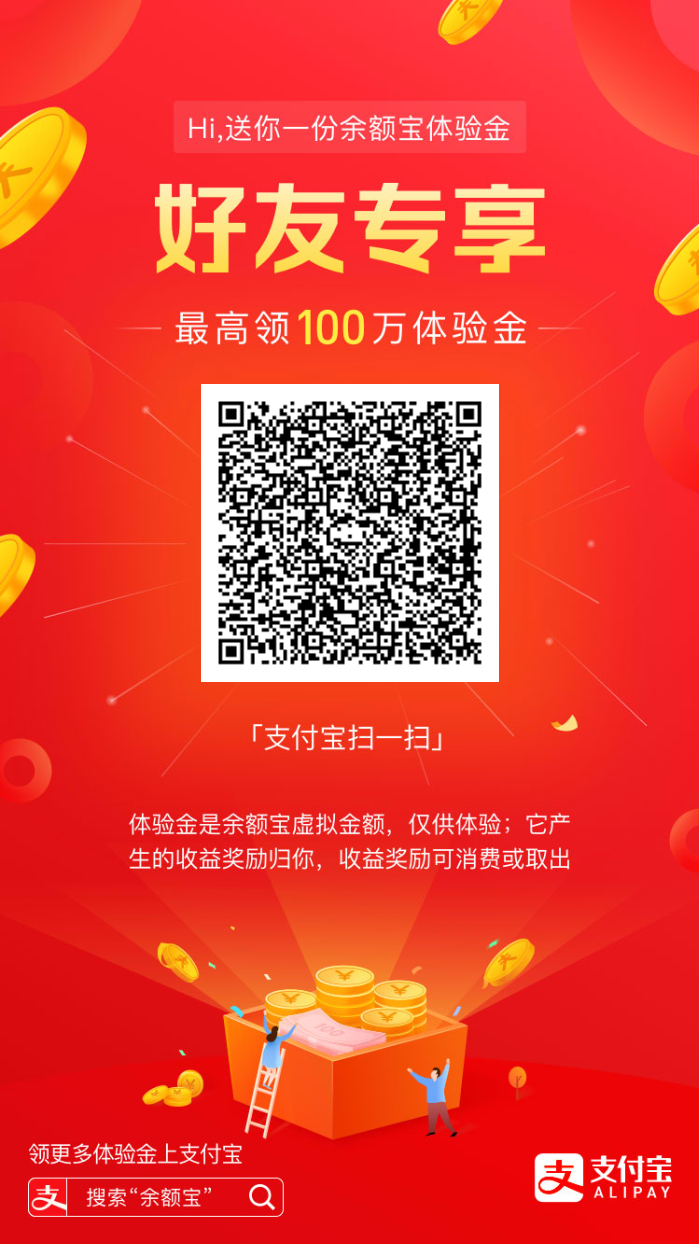 Hi,送你一份余额宝体验金
好友专享
最高领100万体验金
「支付宝扫一扫」
体验金是余额宝虚拟金额，仅供体验；它产
生的收益奖励归你，收益奖励可消费或取出
100
领更多体验金上支付宝
支 搜索“余额宝”
支 支付宝
ALIPAY